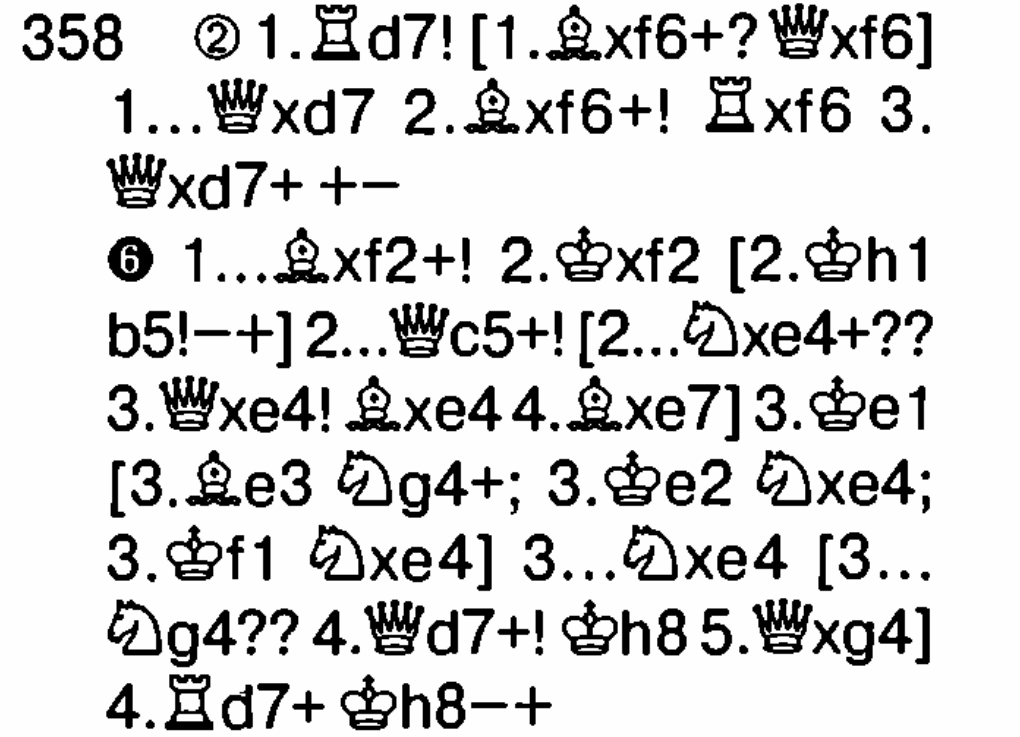 358 ② 1.♖d7! [1.♗xf6+? ♕xf6]
1...♕xd7 2.♗xf6+! ♖xf6 3.
♕xd7+ +−
❻ 1...♗xf2+! 2.♔xf2 [2.♔h1
b5!−+] 2...♕c5+! [2...♘xe4+??
3.♕xe4! ♗xe4 4.♗xe7] 3.♔e1
[3.♗e3 ♘g4+; 3.♔e2 ♘xe4;
3.♔f1 ♘xe4] 3...♘xe4 [3...
♘g4?? 4.♕d7+! ♔h8 5.♕xg4]
4.♖d7+ ♔h8−+